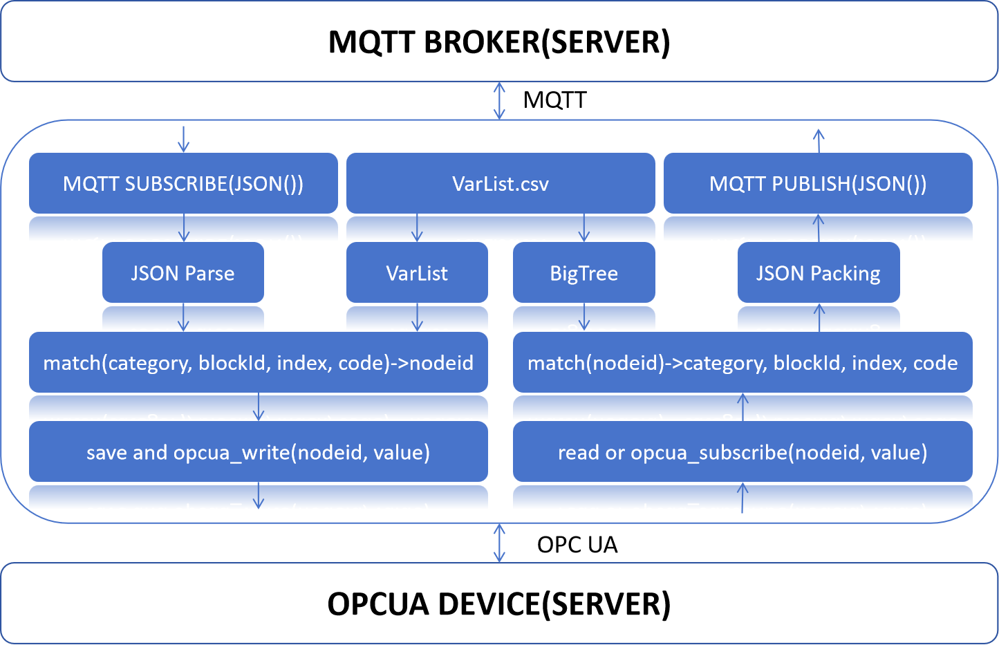 MQTT BROKER(SERVER)
MQTT
MQTT SUBSCRIBE(JSON())
VarList.csv
MQTT PUBLISH(JSON())
JSON Parse
VarList
BigTree
JSON Packing
match(category, blockId, index, code)->nodeid
match(nodeid)->category, blockId, index, code
save and opcua_write(nodeid, value)
read or opcua_subscribe(nodeid, value)
OPC UA
OPCUA DEVICE(SERVER)